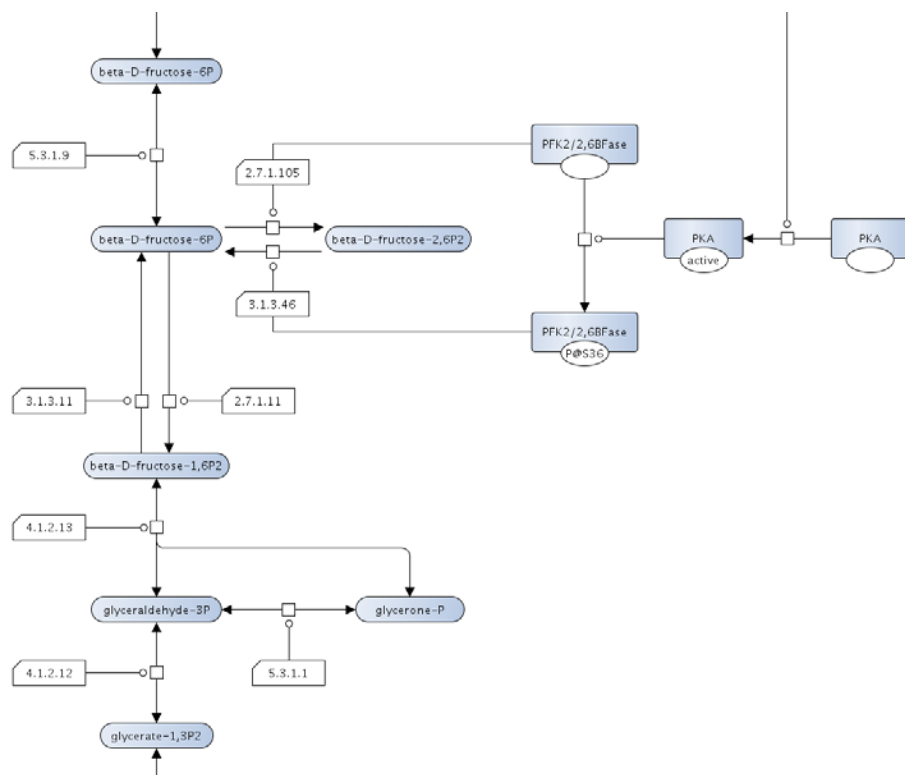 beta-D-fructose-6P
5.3.1.9
PFK2/2,6BFase
2.7.1.105
beta-D-fructose-6P
beta-D-fructose-2,6P2
PKA
active
PKA
3.1.3.46
PFK2/2,6BFase
P@S36
3.1.3.11
2.7.1.11
beta-D-fructose-1,6P2
4.1.2.13
glyceraldehyde-3P
glycerone-P
4.1.2.12
5.3.1.1
glycerate-1,3P2